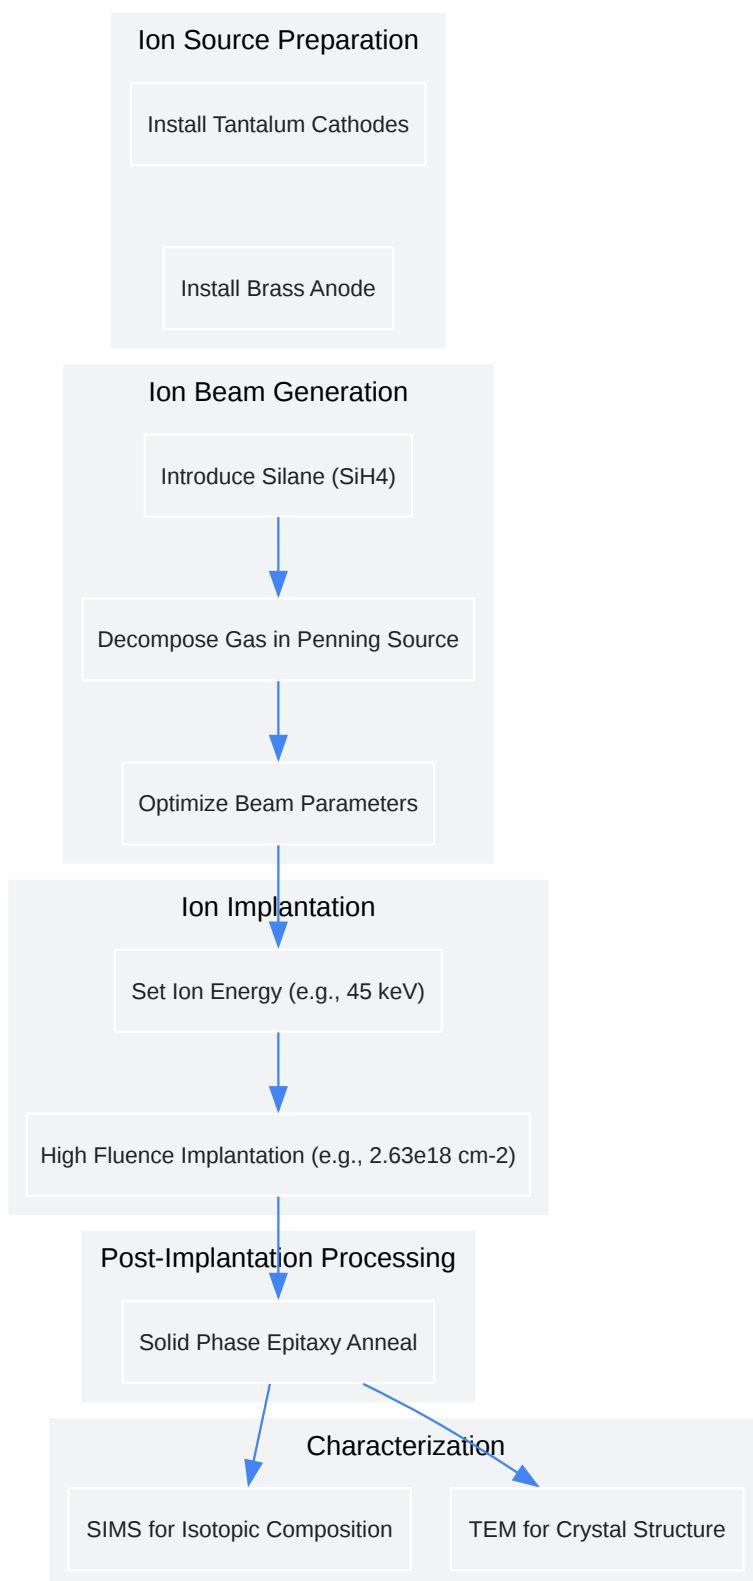 Ion Source Preparation
Install Tantalum Cathodes
Install Brass Anode
Ion Beam Generation
Introduce Silane (SiH4)
Decompose Gas in Penning Source
Optimize Beam Parameters
Ion Implantation
Set Ion Energy (e.g., 45 keV)
High Fluence Implantation (e.g., 2.63e18 cm-2)
Post-Implantation Processing
Solid Phase Epitaxy Anneal
Characterization
SIMS for Isotopic Composition
TEM for Crystal Structure